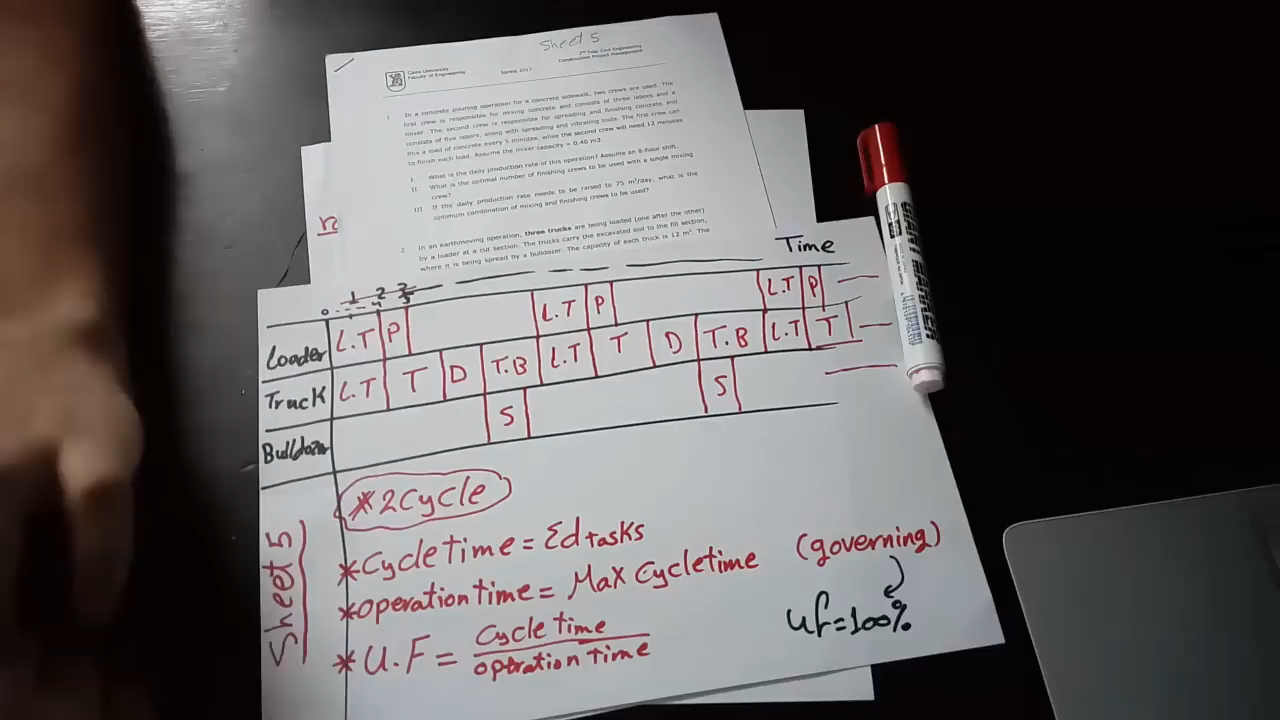 Sheet 5
Cairo University
Faculty of Engineering
Spring 2017
2nd Year Civil Engineering
Construction Project Management
1 In a concrete pouring operation for a concrete sidewalk, two crews are used. The
first crew is responsible for mixing concrete and consists of three labors and a
mixer. The second crew is responsible for spreading and finishing concrete and
consists of five labors, along with spreading and vibrating tools. The first crew can
mix a load of concrete every 5 minutes, while the second crew will need 12 minutes
to finish each load. Assume the mixer capacity = 0.40 m3.
I. What is the daily production rate of this operation? Assume an 8-hour shift.
II. What is the optimal number of finishing crews to be used with a single mixing
crew?
III If the daily production rate needs to be raised to 75 m³/day, what is the
optimum combination of mixing and finishing crews to be used?
2 In an earthmoving operation, three trucks are being loaded (one after the other)
by a loader at a cut section. The trucks carry the excavated soil to the fill section,
where it is being spread by a bulldozer. The capacity of each truck is 12 m³. The
Time
0 1 2 3
Loader L.T P L.T P L.T P
Truck L.T T D T.B L.T T D T.B L.T T
Bulldozer S S
*2Cycle
*Cycle Time = Σd tasks
*operation time = Max Cycle time (governing)
*U.F = Cycle time / operation time
uf=100%
Sheet 5